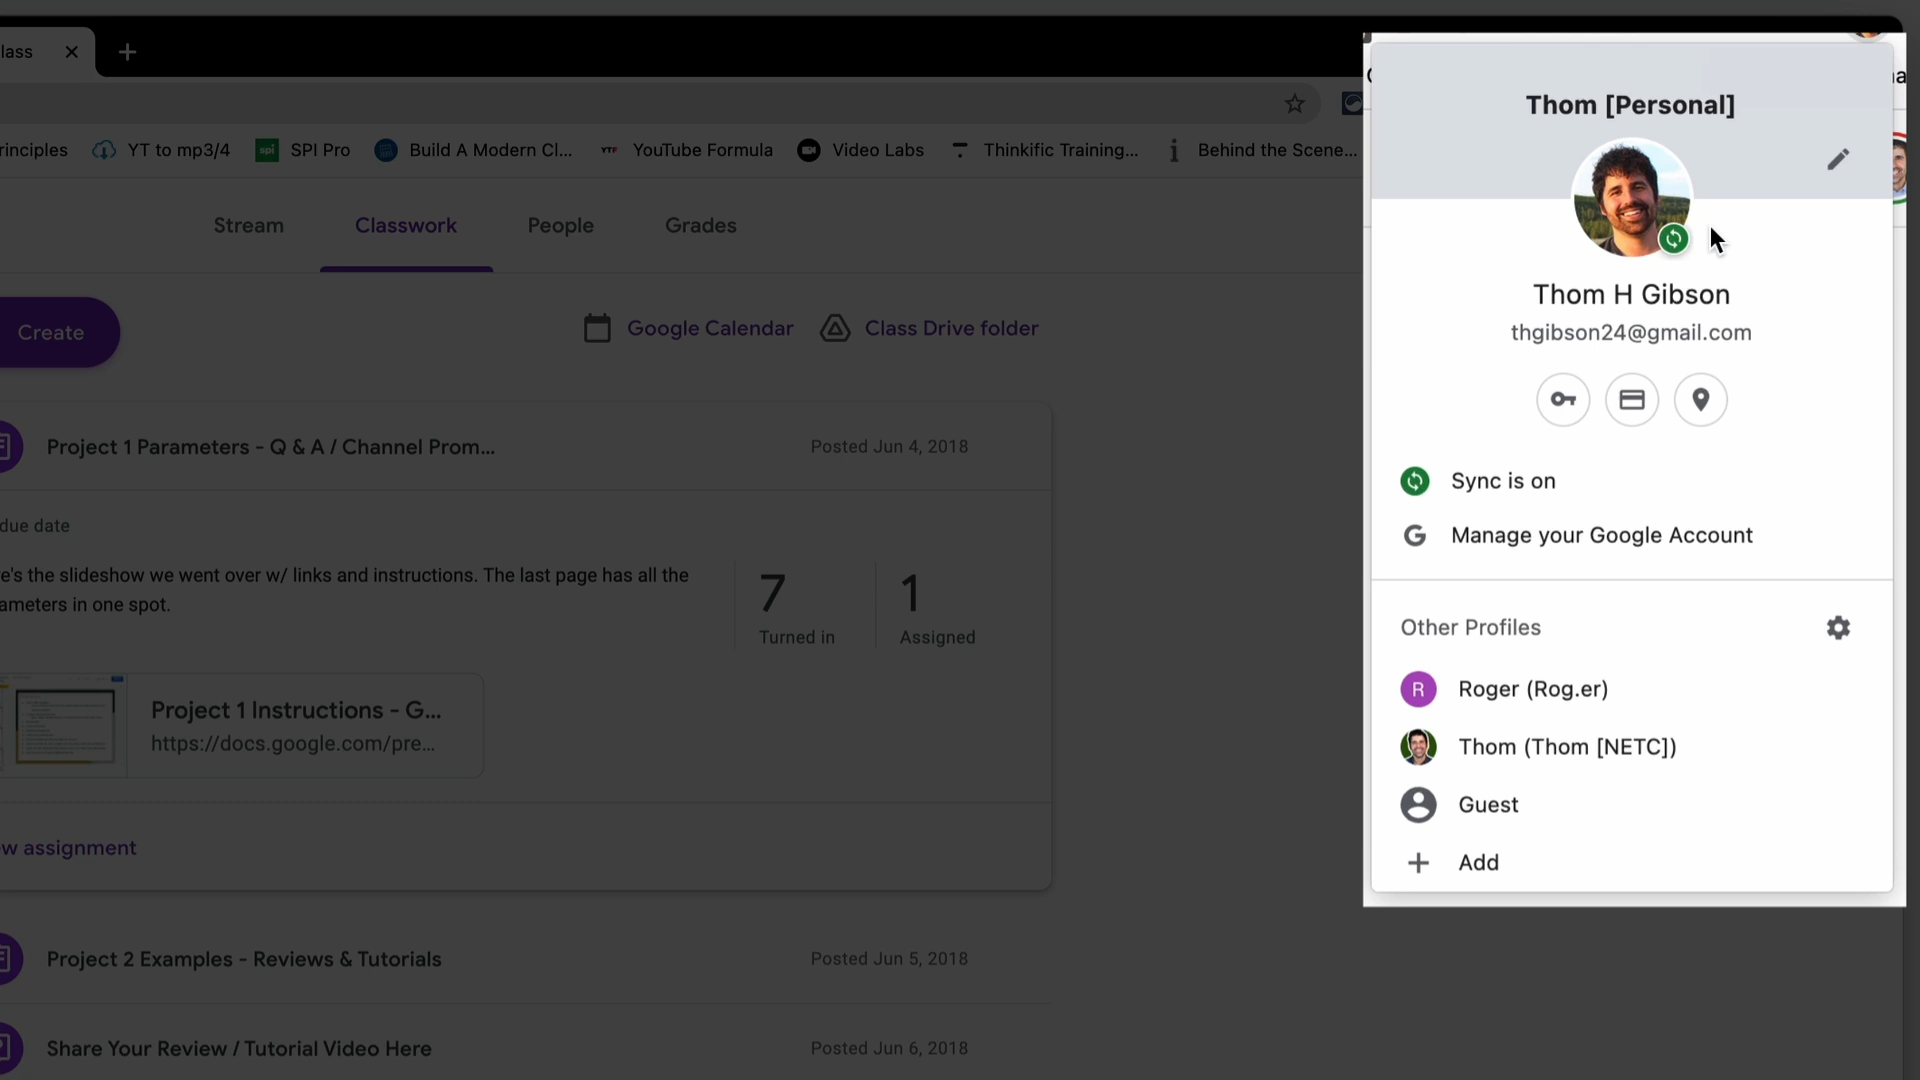 lass
rinciples
YT to mp3/4
spi
SPI Pro
Build A Modern Cl...
YTF
YouTube Formula
Video Labs
Thinkific Training...
Behind the Scene...
Stream
Classwork
People
Grades
Create
Google Calendar
Class Drive folder
Project 1 Parameters - Q & A / Channel Prom...
Posted Jun 4, 2018
due date
e's the slideshow we went over w/ links and instructions. The last page has all the
ameters in one spot.
7
Turned in
1
Assigned
Project 1 Instructions - G...
https://docs.google.com/pre...
w assignment
Project 2 Examples - Reviews & Tutorials
Posted Jun 5, 2018
Share Your Review / Tutorial Video Here
Posted Jun 6, 2018
Thom [Personal]
Thom H Gibson
thgibson24@gmail.com
Sync is on
G
Manage your Google Account
Other Profiles
R
Roger (Rog.er)
Thom (Thom [NETC])
Guest
Add